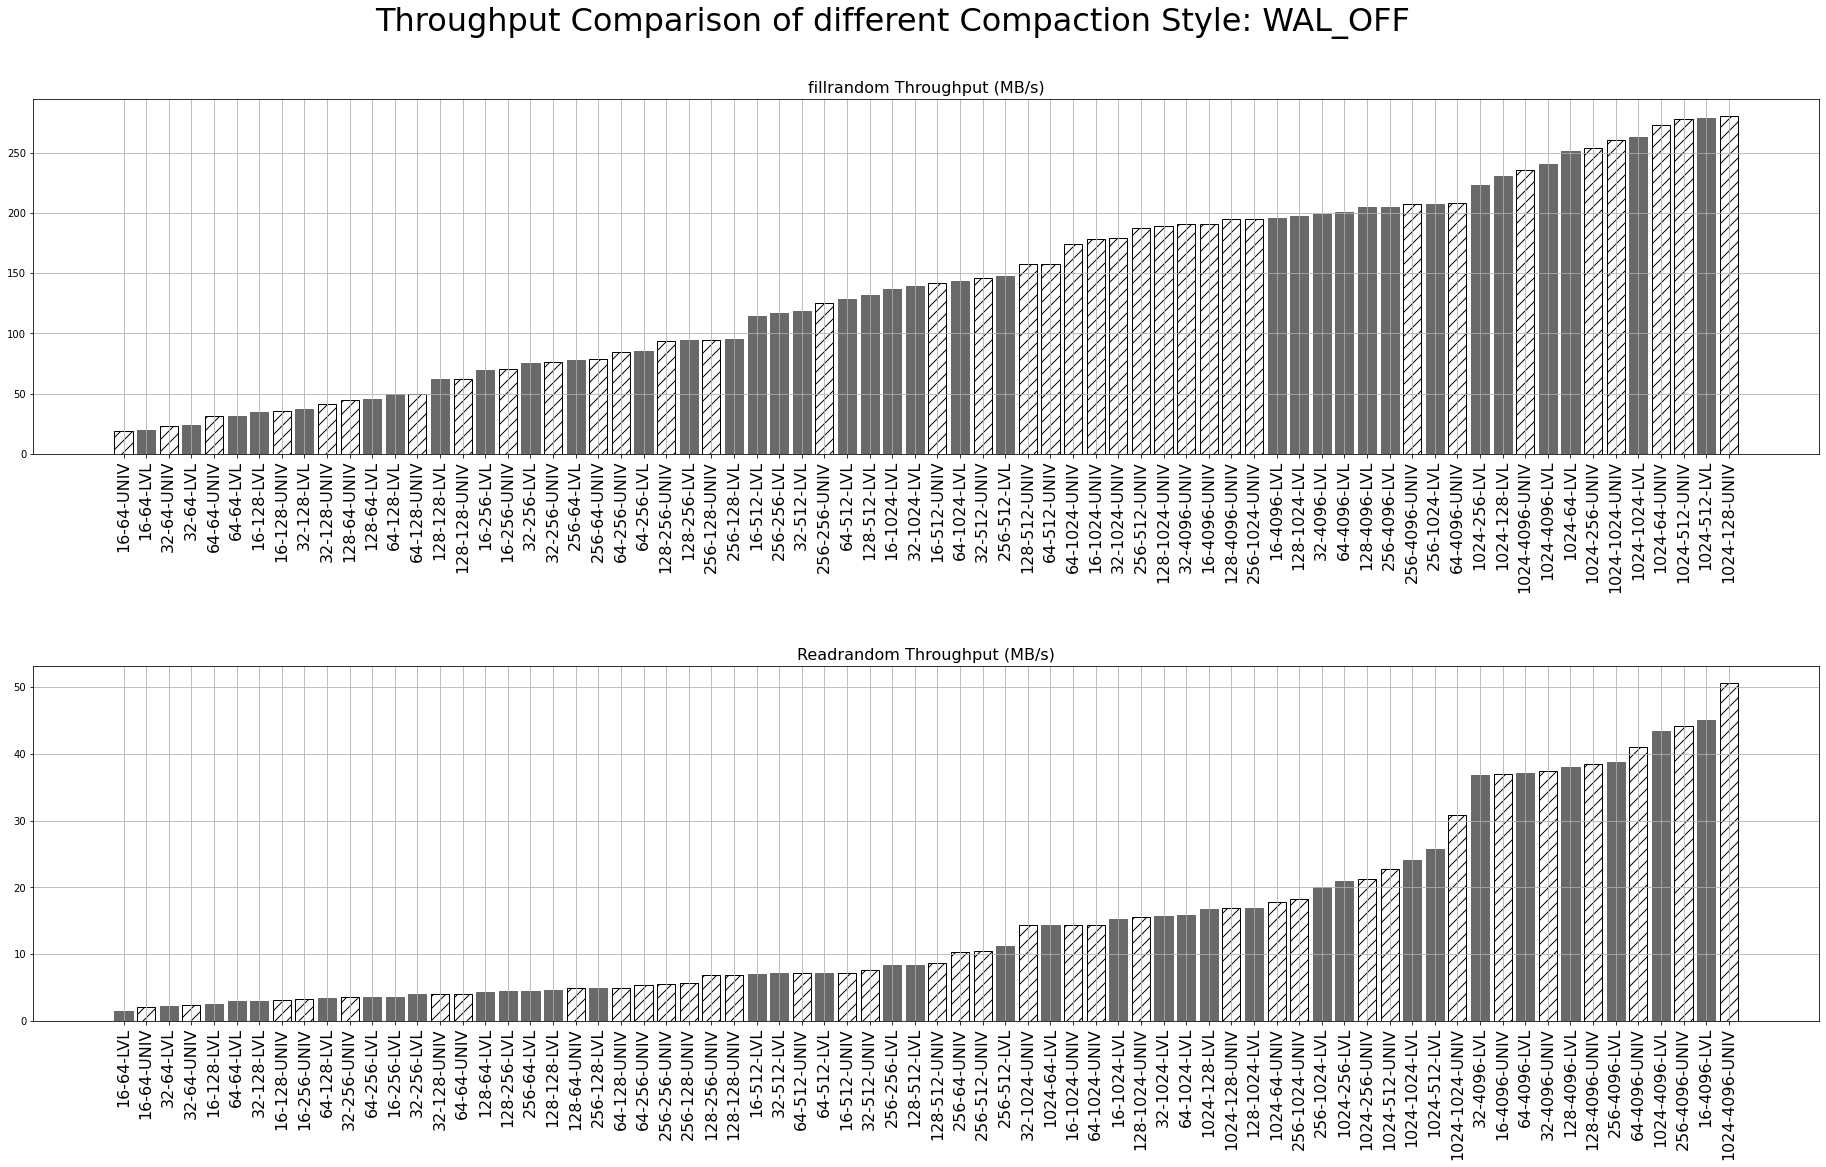 Throughput Comparison of different Compaction Style: WAL_OFF
fillrandom Throughput (MB/s)
250
200
150
100
50
0
16-64-UNIV
16-64-LVL
32-64-UNIV
32-64-LVL
64-64-UNIV
64-64-LVL
16-128-LVL
16-128-UNIV
32-128-LVL
32-128-UNIV
128-64-UNIV
128-64-LVL
64-128-LVL
64-128-UNIV
128-128-LVL
128-128-UNIV
16-256-LVL
16-256-UNIV
32-256-LVL
32-256-UNIV
256-64-LVL
256-64-UNIV
64-256-UNIV
64-256-LVL
128-256-UNIV
128-256-LVL
256-128-UNIV
256-128-LVL
16-512-LVL
256-256-LVL
32-512-LVL
256-256-UNIV
64-512-LVL
128-512-LVL
16-1024-LVL
32-1024-LVL
16-512-UNIV
64-1024-LVL
32-512-UNIV
256-512-LVL
128-512-UNIV
64-512-UNIV
64-1024-UNIV
16-1024-UNIV
32-1024-UNIV
256-512-UNIV
128-1024-UNIV
32-4096-UNIV
16-4096-UNIV
128-4096-UNIV
256-1024-UNIV
16-4096-LVL
128-1024-LVL
32-4096-LVL
64-4096-LVL
128-4096-LVL
256-4096-LVL
256-4096-UNIV
256-1024-LVL
64-4096-UNIV
1024-256-LVL
1024-128-LVL
1024-4096-UNIV
1024-4096-LVL
1024-64-LVL
1024-256-UNIV
1024-1024-UNIV
1024-1024-LVL
1024-64-UNIV
1024-512-UNIV
1024-512-LVL
1024-128-UNIV
Readrandom Throughput (MB/s)
50
40
30
20
10
0
16-64-LVL
16-64-UNIV
32-64-LVL
32-64-UNIV
16-128-LVL
64-64-LVL
32-128-LVL
16-128-UNIV
16-256-UNIV
64-128-LVL
32-256-UNIV
64-256-LVL
16-256-LVL
32-256-LVL
32-128-UNIV
64-64-UNIV
128-64-LVL
128-256-LVL
256-64-LVL
128-128-LVL
128-64-UNIV
256-128-LVL
64-128-UNIV
64-256-UNIV
256-256-UNIV
256-128-UNIV
128-256-UNIV
128-128-UNIV
16-512-LVL
32-512-LVL
64-512-UNIV
64-512-LVL
16-512-UNIV
32-512-UNIV
256-256-LVL
128-512-LVL
128-512-UNIV
256-64-UNIV
256-512-UNIV
256-512-LVL
32-1024-UNIV
1024-64-LVL
16-1024-UNIV
64-1024-UNIV
16-1024-LVL
128-1024-UNIV
32-1024-LVL
64-1024-LVL
1024-128-LVL
1024-128-UNIV
128-1024-LVL
1024-64-UNIV
256-1024-UNIV
256-1024-LVL
1024-256-LVL
1024-256-UNIV
1024-512-UNIV
1024-1024-LVL
1024-512-LVL
1024-1024-UNIV
32-4096-LVL
16-4096-UNIV
64-4096-LVL
32-4096-UNIV
128-4096-LVL
128-4096-UNIV
256-4096-LVL
64-4096-UNIV
1024-4096-LVL
256-4096-UNIV
16-4096-LVL
1024-4096-UNIV